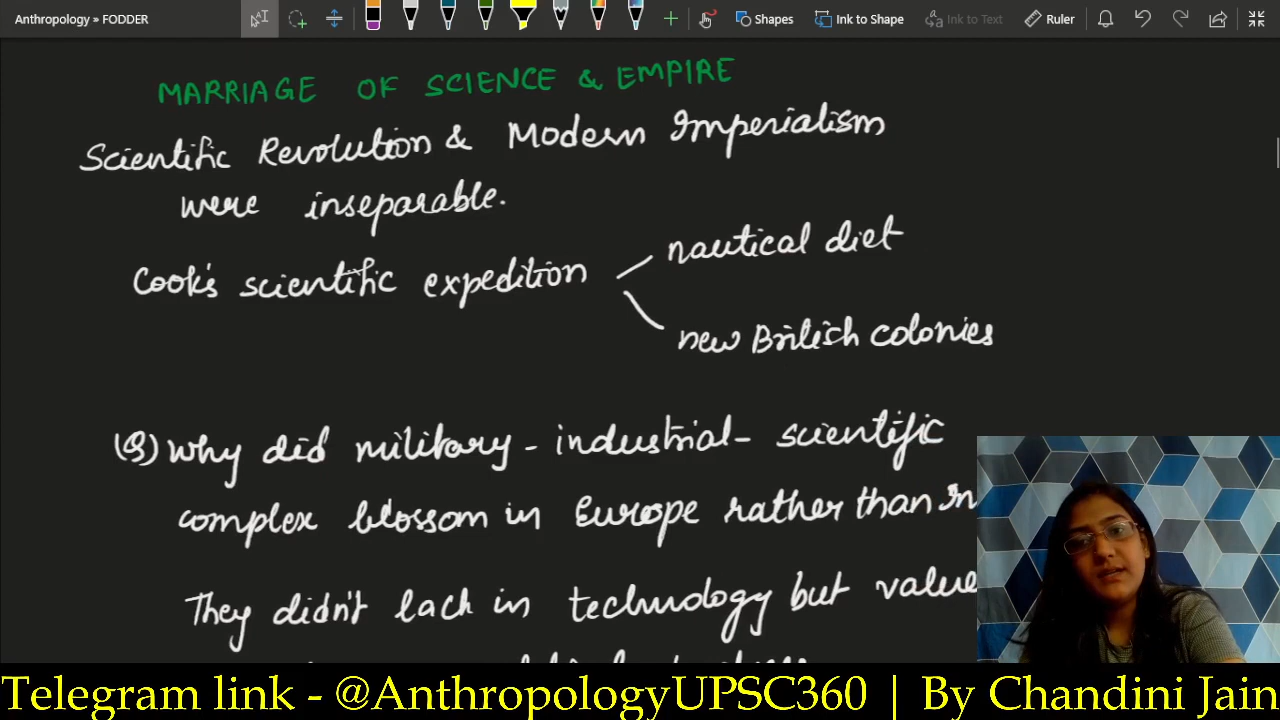 Anthropology » FODDER
Shapes
Ink to Shape
Ink to Text
Ruler
MARRIAGE OF SCIENCE & EMPIRE
Scientific Revolution & Modern Imperialism
were inseparable.
Cook's scientific expedition
nautical diet
new British colonies
(Q) Why did military - industrial - scientific
complex blossom in Europe rather than In
They didn't lack in technology but value
Telegram link - @AnthropologyUPSC360 | By Chandini Jain